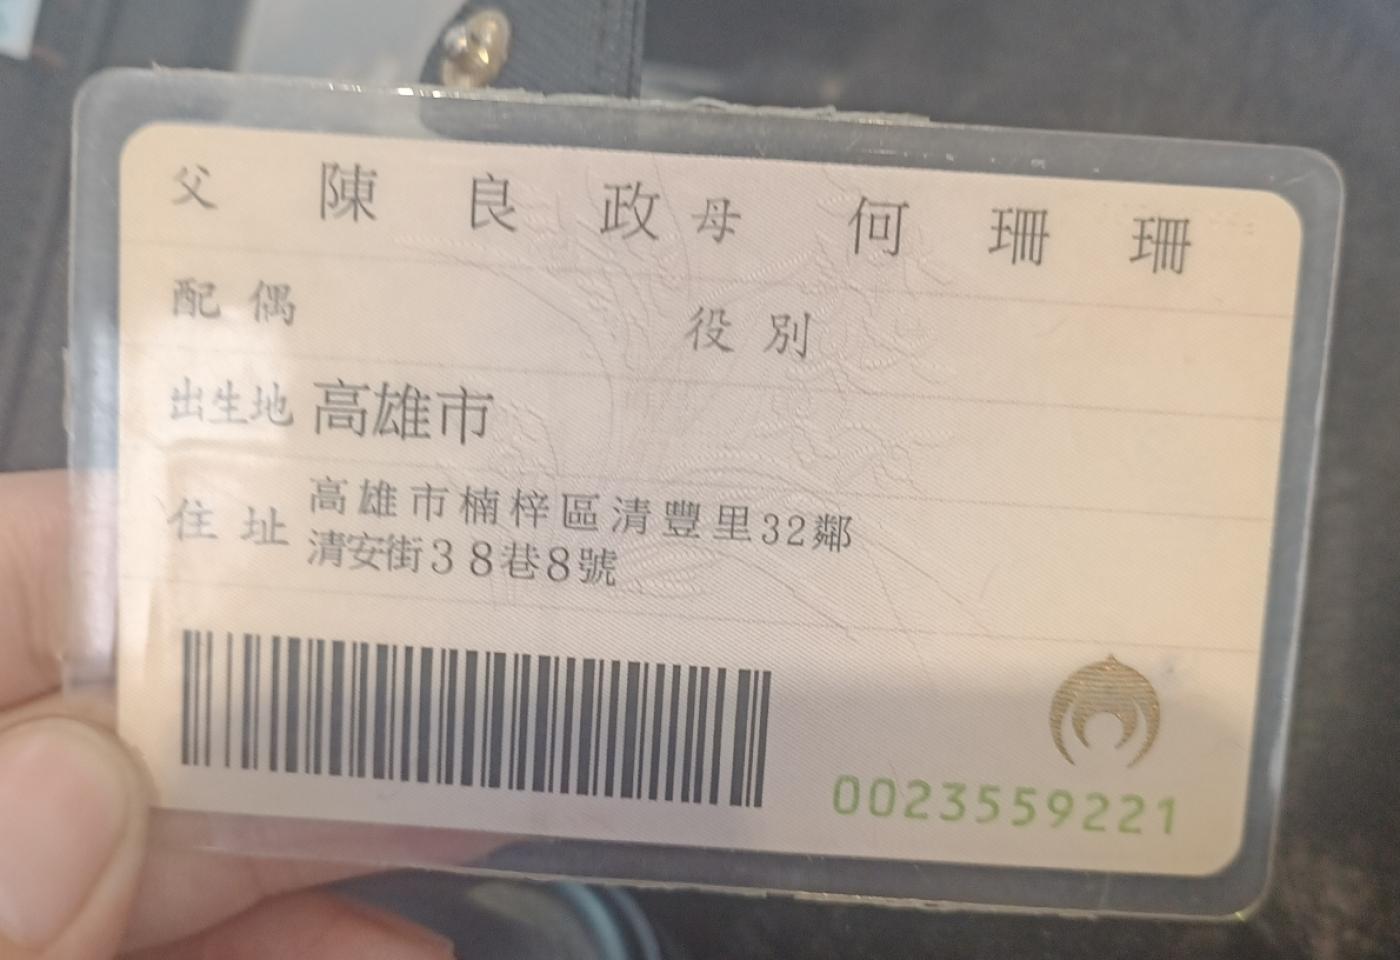 父 陳良政 母 何珊珊
配偶 役別
出生地 高雄市
住址 高雄市楠梓區清豐里32鄰
清安街38巷8號
0023559221